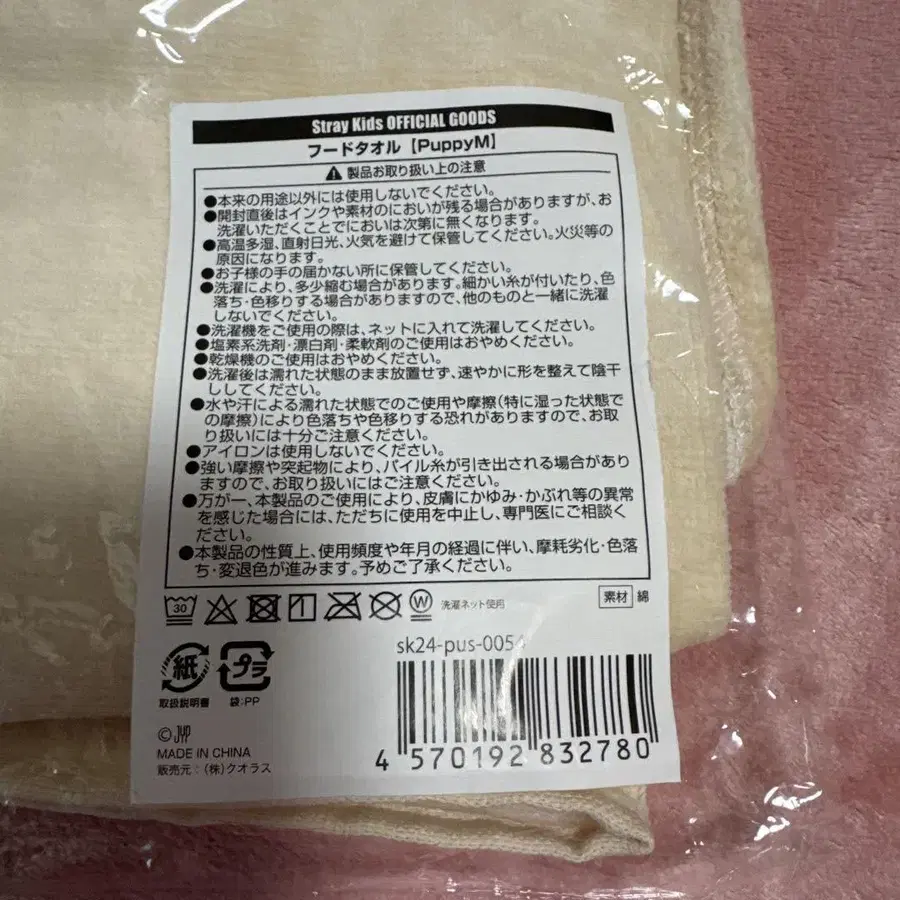 Stray Kids OFFICIAL GOODS
フードタオル【PuppyM】
製品お取り扱い上の注意
●本来の用途以外には使用しないでください。
●開封直後はインクや素材のにおいが残る場合がありますが、お
洗濯いただくことでにおいは次第に無くなります。
●高温多湿、直射日光、火気を避けて保管してください。火災等の
原因になります。
●お子様の手の届かない所に保管してください。
●洗濯により、多少縮む場合があります。細かい糸が付いたり、色
落ち・色移りする場合がありますので、他のものと一緒に洗濯
しないでください。
●洗濯機をご使用の際は、ネットに入れて洗濯してください。
●塩素系洗剤・漂白剤・柔軟剤のご使用はおやめください。
●乾燥機のご使用はおやめください。
●洗濯後は濡れた状態のまま放置せず、速やかに形を整えて陰干
ししてください。
●水や汗による濡れた状態でのご使用や摩擦（特に湿った状態で
の摩擦）により色落ちや色移りする恐れがありますので、お取
り扱いには十分ご注意ください。
●アイロンは使用しないでください。
●強い摩擦や突起物により、パイル糸が引き出される場合があり
ますので、お取り扱いにはご注意ください。
●万が一、本製品のご使用により、皮膚にかゆみ・かぶれ等の異常
を感じた場合には、ただちに使用を中止し、専門医にご相談くだ
さい。
●本製品の性質上、使用頻度や年月の経過に伴い、摩耗劣化・色落
ち・変退色が進みます。予めご了承ください。
30 W 洗濯ネット使用 素材 綿
sk24-pus-0054
紙 プラ
取扱説明書 袋:PP
©JYP
MADE IN CHINA
販売元：（株）クオラス
4 570192 832780